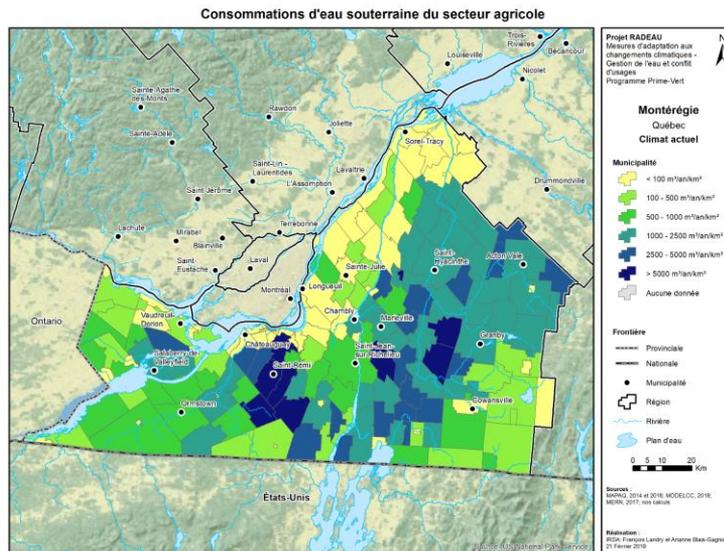 Consommations d'eau souterraine du secteur agricole
Trois-Rivières
Bécancour
Louiseville
Nicolet
Sainte-Agathe
des-Monts
Rawdon
Joliette
Sainte-Adèle
Sorel-Tracy
Saint-Lin -
Laurentides
Lavaltrie
L'Assomption
Drummondville
Saint-Jérôme
Lachute
Mirabel
Blainville
Terrebonne
Saint-Eustache
Laval
Saint-Hyacinthe
Acton Vale
Sainte-Julie
Longueuil
Montréal
Ontario
Vaudreuil-Dorion
Chambly
Marieville
Châteauguay
Granby
Salaberry-de-Valleyfield
Saint-Rémi
Saint-Jean-sur-Richelieu
Ormstown
Cowansville
États-Unis
Source : US National Park Service
Projet RADEAU
Mesures d'adaptation aux
changements climatiques -
Gestion de l'eau et conflit
d'usages
Programme Prime-Vert
N
Montérégie
Québec
Climat actuel
Municipalité
< 100 m³/an/km²
100 - 500 m³/an/km²
500 - 1000 m³/an/km²
1000 - 2500 m³/an/km²
2500 - 5000 m³/an/km²
> 5000 m³/an/km²
Aucune donnée
Frontière
Provinciale
Nationale
Municipalité
Région
Rivière
Plan d'eau
0 5 10 20
Km
Sources :
MAPAQ, 2014 et 2018; MDDELCC, 2018;
MERN, 2017; nos calculs
Réalisation :
IRDA: François Landry et Arianne Blais-Gagnon
21 Février 2019